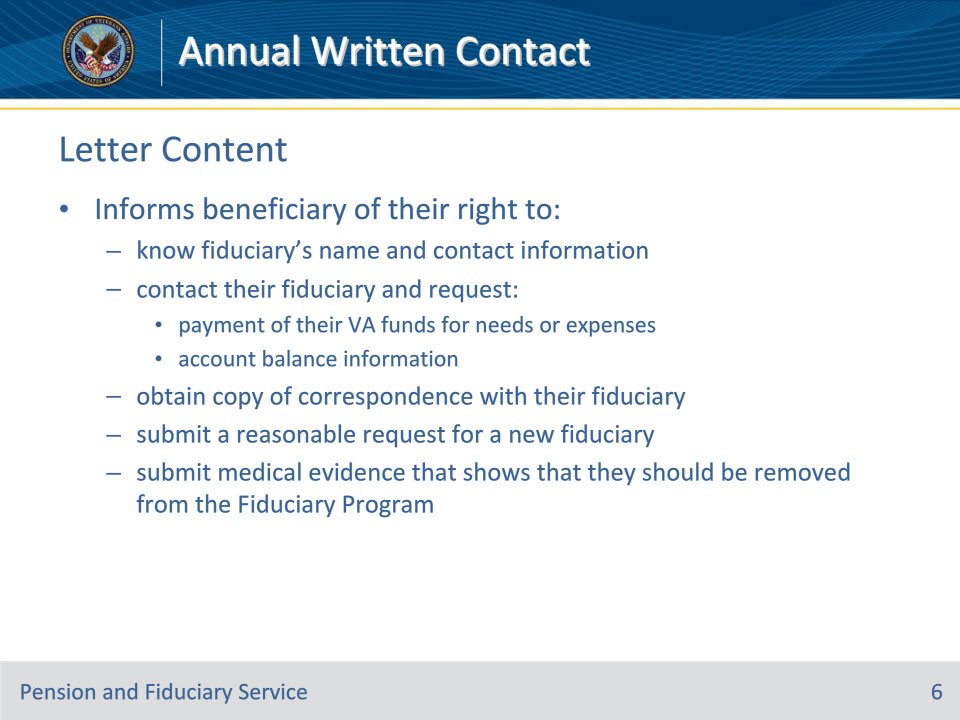 Annual Written Contact
Letter Content
• Informs beneficiary of their right to:
– know fiduciary’s name and contact information
– contact their fiduciary and request:
• payment of their VA funds for needs or expenses
• account balance information
– obtain copy of correspondence with their fiduciary
– submit a reasonable request for a new fiduciary
– submit medical evidence that shows that they should be removed
from the Fiduciary Program
Pension and Fiduciary Service
6